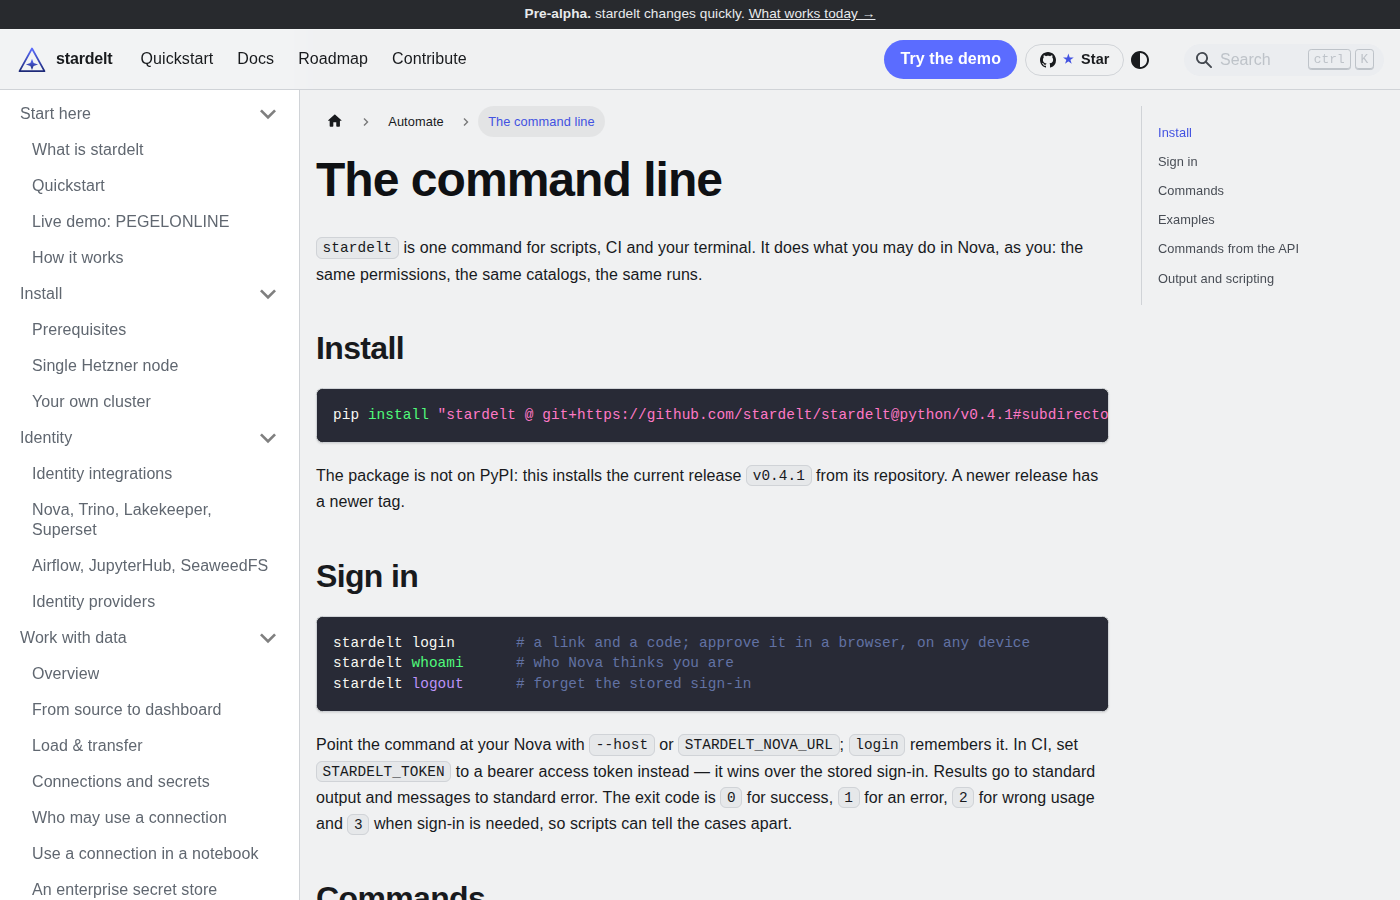 Pre-alpha. stardelt changes quickly. What works today →
stardelt
Quickstart
Docs
Roadmap
Contribute
Try the demo
★ Star
Search
ctrl K
Start here
What is stardelt
Quickstart
Live demo: PEGELONLINE
How it works
Install
Prerequisites
Single Hetzner node
Your own cluster
Identity
Identity integrations
Nova, Trino, Lakekeeper,
Superset
Airflow, JupyterHub, SeaweedFS
Identity providers
Work with data
Overview
From source to dashboard
Load & transfer
Connections and secrets
Who may use a connection
Use a connection in a notebook
An enterprise secret store
Automate
The command line
The command line
stardelt is one command for scripts, CI and your terminal. It does what you may do in Nova, as you: the
same permissions, the same catalogs, the same runs.
Install
pip install "stardelt @ git+https://github.com/stardelt/stardelt@python/v0.4.1#subdirecto
The package is not on PyPI: this installs the current release v0.4.1 from its repository. A newer release has
a newer tag.
Sign in
stardelt login # a link and a code; approve it in a browser, on any device
stardelt whoami # who Nova thinks you are
stardelt logout # forget the stored sign-in
Point the command at your Nova with --host or STARDELT_NOVA_URL; login remembers it. In CI, set
STARDELT_TOKEN to a bearer access token instead — it wins over the stored sign-in. Results go to standard
output and messages to standard error. The exit code is 0 for success, 1 for an error, 2 for wrong usage
and 3 when sign-in is needed, so scripts can tell the cases apart.
Commands
Install
Sign in
Commands
Examples
Commands from the API
Output and scripting